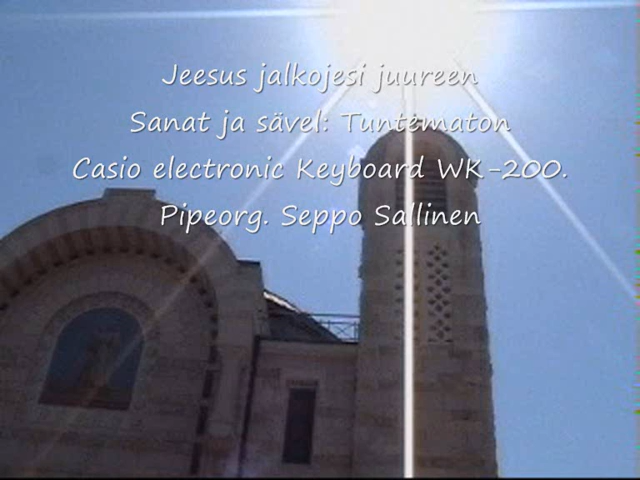 Jeesus jalkojesi juureen
Sanat ja sävel: Tuntematon
Casio electronic Keyboard WK-200.
Pipeorg. Seppo Sallinen